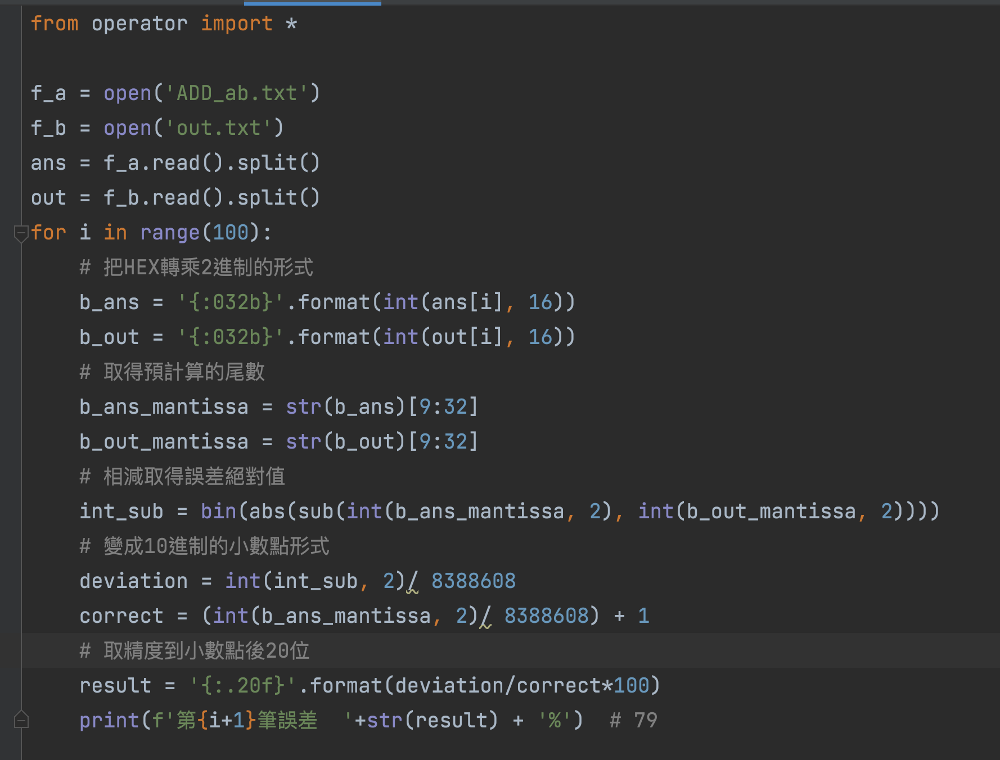 from operator import *
f_a = open('ADD_ab.txt')
f_b = open('out.txt')
ans = f_a.read().split()
out = f_b.read().split()
for i in range(100):
# 把HEX轉乘2進制的形式
b_ans = '{:032b}'.format(int(ans[i], 16))
b_out = '{:032b}'.format(int(out[i], 16))
# 取得預計算的尾數
b_ans_mantissa = str(b_ans)[9:32]
b_out_mantissa = str(b_out)[9:32]
# 相減取得誤差絕對值
int_sub = bin(abs(sub(int(b_ans_mantissa, 2), int(b_out_mantissa, 2))))
# 變成10進制的小數點形式
deviation = int(int_sub, 2)/ 8388608
correct = (int(b_ans_mantissa, 2)/ 8388608) + 1
# 取精度到小數點後20位
result = '{:.20f}'.format(deviation/correct*100)
print(f'第{i+1}筆誤差  '+str(result) + '%')  # 79